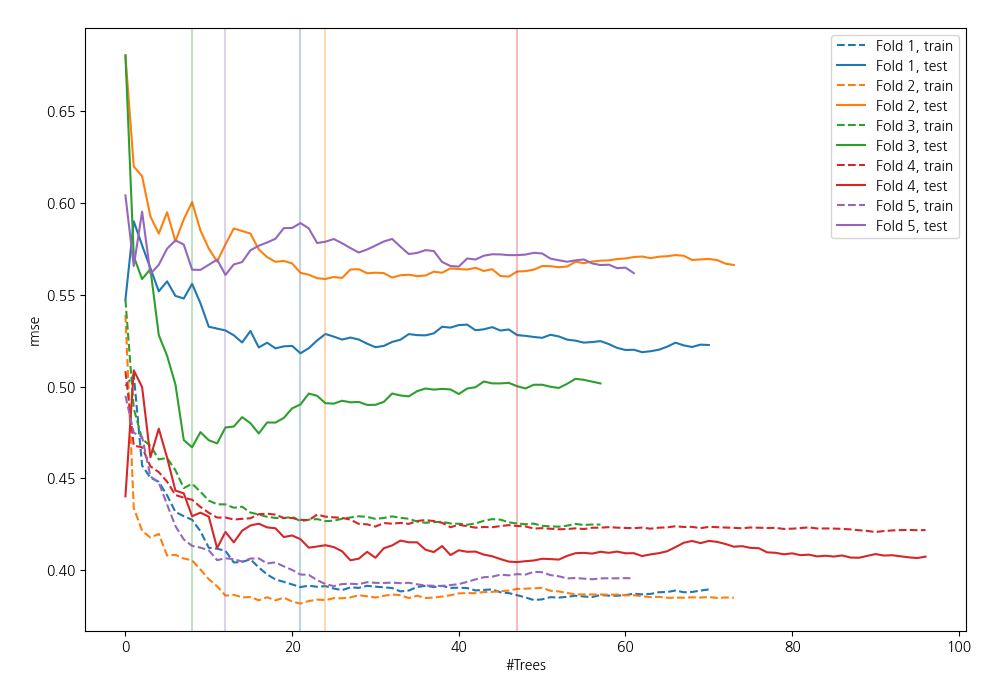 Fold 1, train
Fold 1, test
Fold 2, train
Fold 2, test
Fold 3, train
Fold 3, test
Fold 4, train
Fold 4, test
Fold 5, train
Fold 5, test
0.65
0.60
0.55
0.50
0.45
0.40
rmse
0 20 40 60 80 100
#Trees